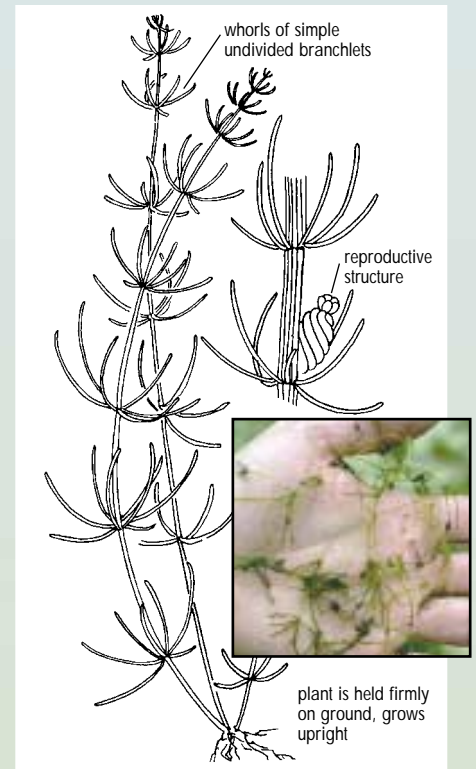 whorls of simple
undivided branchlets
reproductive
structure
plant is held firmly
on ground, grows
upright